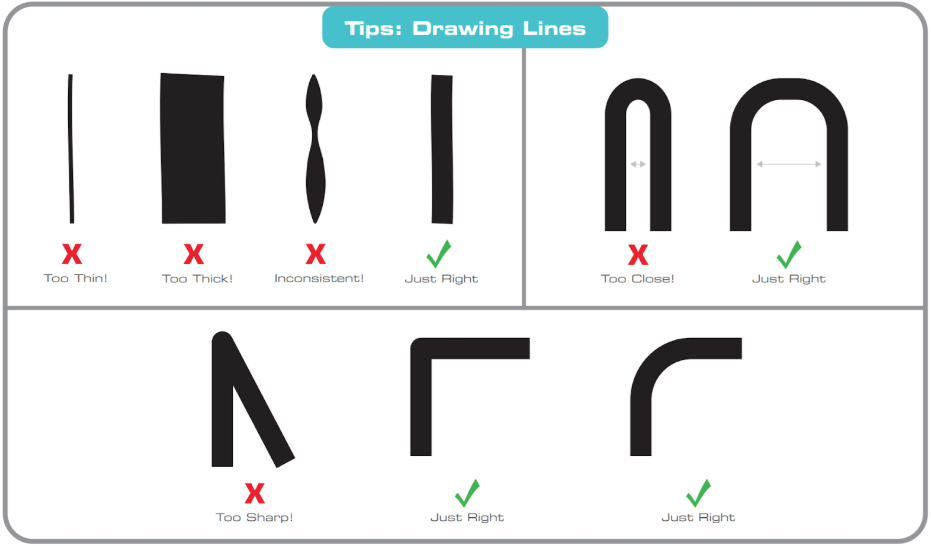 Tips: Drawing Lines
Too Thin!
Too Thick!
Inconsistent!
Just Right
Too Close!
Just Right
Too Sharp!
Just Right
Just Right